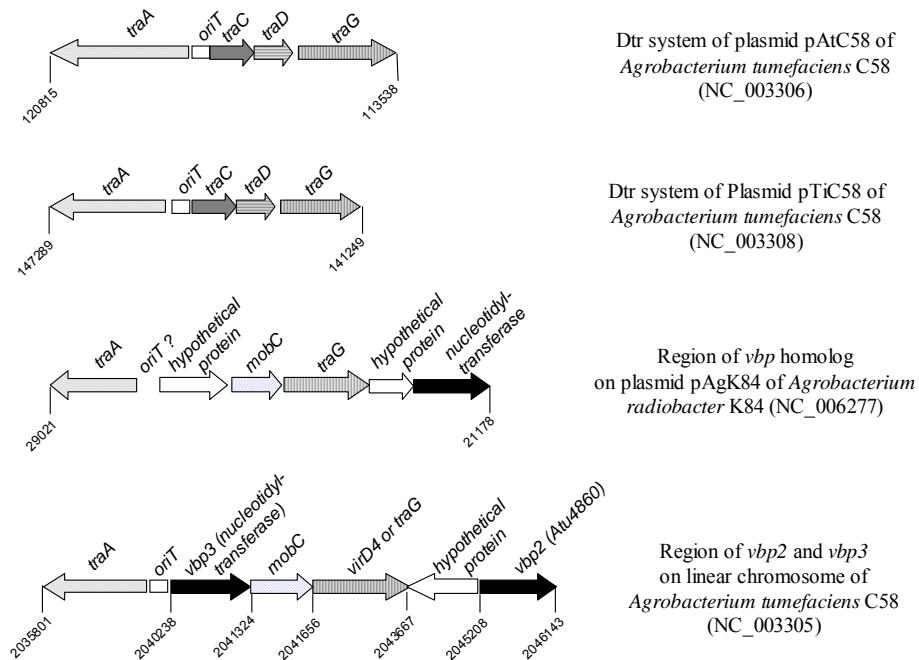 traA
oriT
traC
traD
traG
120815
113538
Dtr system of plasmid pAtC58 of
Agrobacterium tumefaciens C58
(NC_003306)
traA
oriT
traC
traD
traG
147289
141249
Dtr system of Plasmid pTiC58 of
Agrobacterium tumefaciens C58
(NC_003308)
traA
oriT ?
hypothetical
protein
mobC
traG
hypothetical
protein
nucleotidyl-
transferase
29021
21178
Region of vbp homolog
on plasmid pAgK84 of Agrobacterium
radiobacter K84 (NC_006277)
traA
oriT
vbp3 (nucleotidyl-
transferase)
mobC
virD4 or traG
hypothetical
protein
vbp2 (Atu4860)
2035801
2040238
2041324
2041656
2043667
2045208
2046143
Region of vbp2 and vbp3
on linear chromosome of
Agrobacterium tumefaciens C58
(NC_003305)